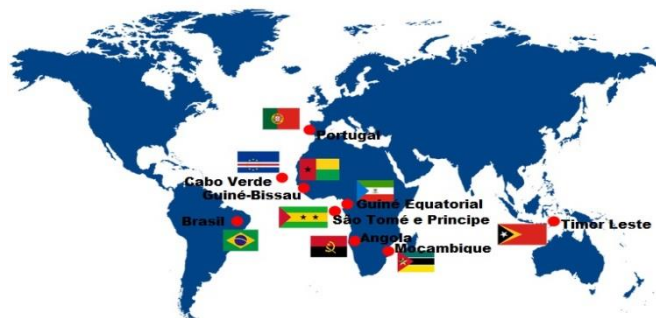 Portugal
Cabo Verde
Guiné-Bissau
Guiné Equatorial
São Tomé e Principe
Brasil
Timor Leste
Angola
Moçambique